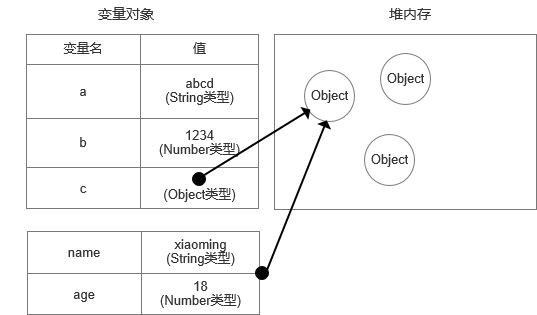 变量对象
堆内存
变量名 值
a abcd
(String类型)
b 1234
(Number类型)
c (Object类型)
Object
Object
Object
name xiaoming
(String类型)
age 18
(Number类型)